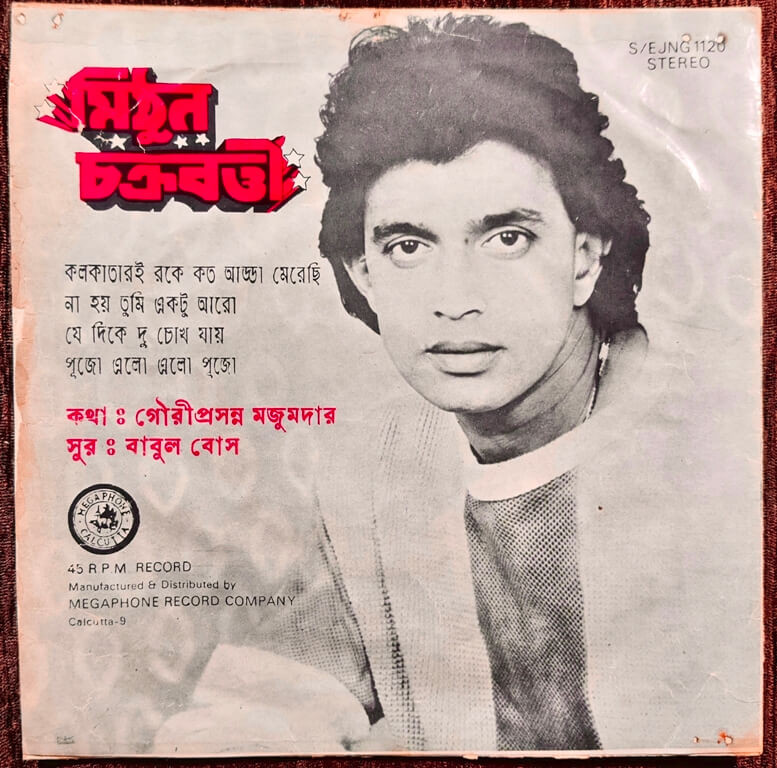 S/EJNG 1120
STEREO
মিঠুন
চক্রবর্ত্তী
কলকাতারই রকে কত আড্ডা মেরেছি
না হয় তুমি একটু আরো
যে দিকে দু চোখ যায়
পূজো এলো এলো পূজো
কথা : গৌরীপ্রসন্ন মজুমদার
সুর : বাবুল বোস
MEGAPHONE
CALCUTTA
45 R P.M. RECORD
Manufactured & Distributed by
MEGAPHONE RECORD COMPANY
Calcutta-9